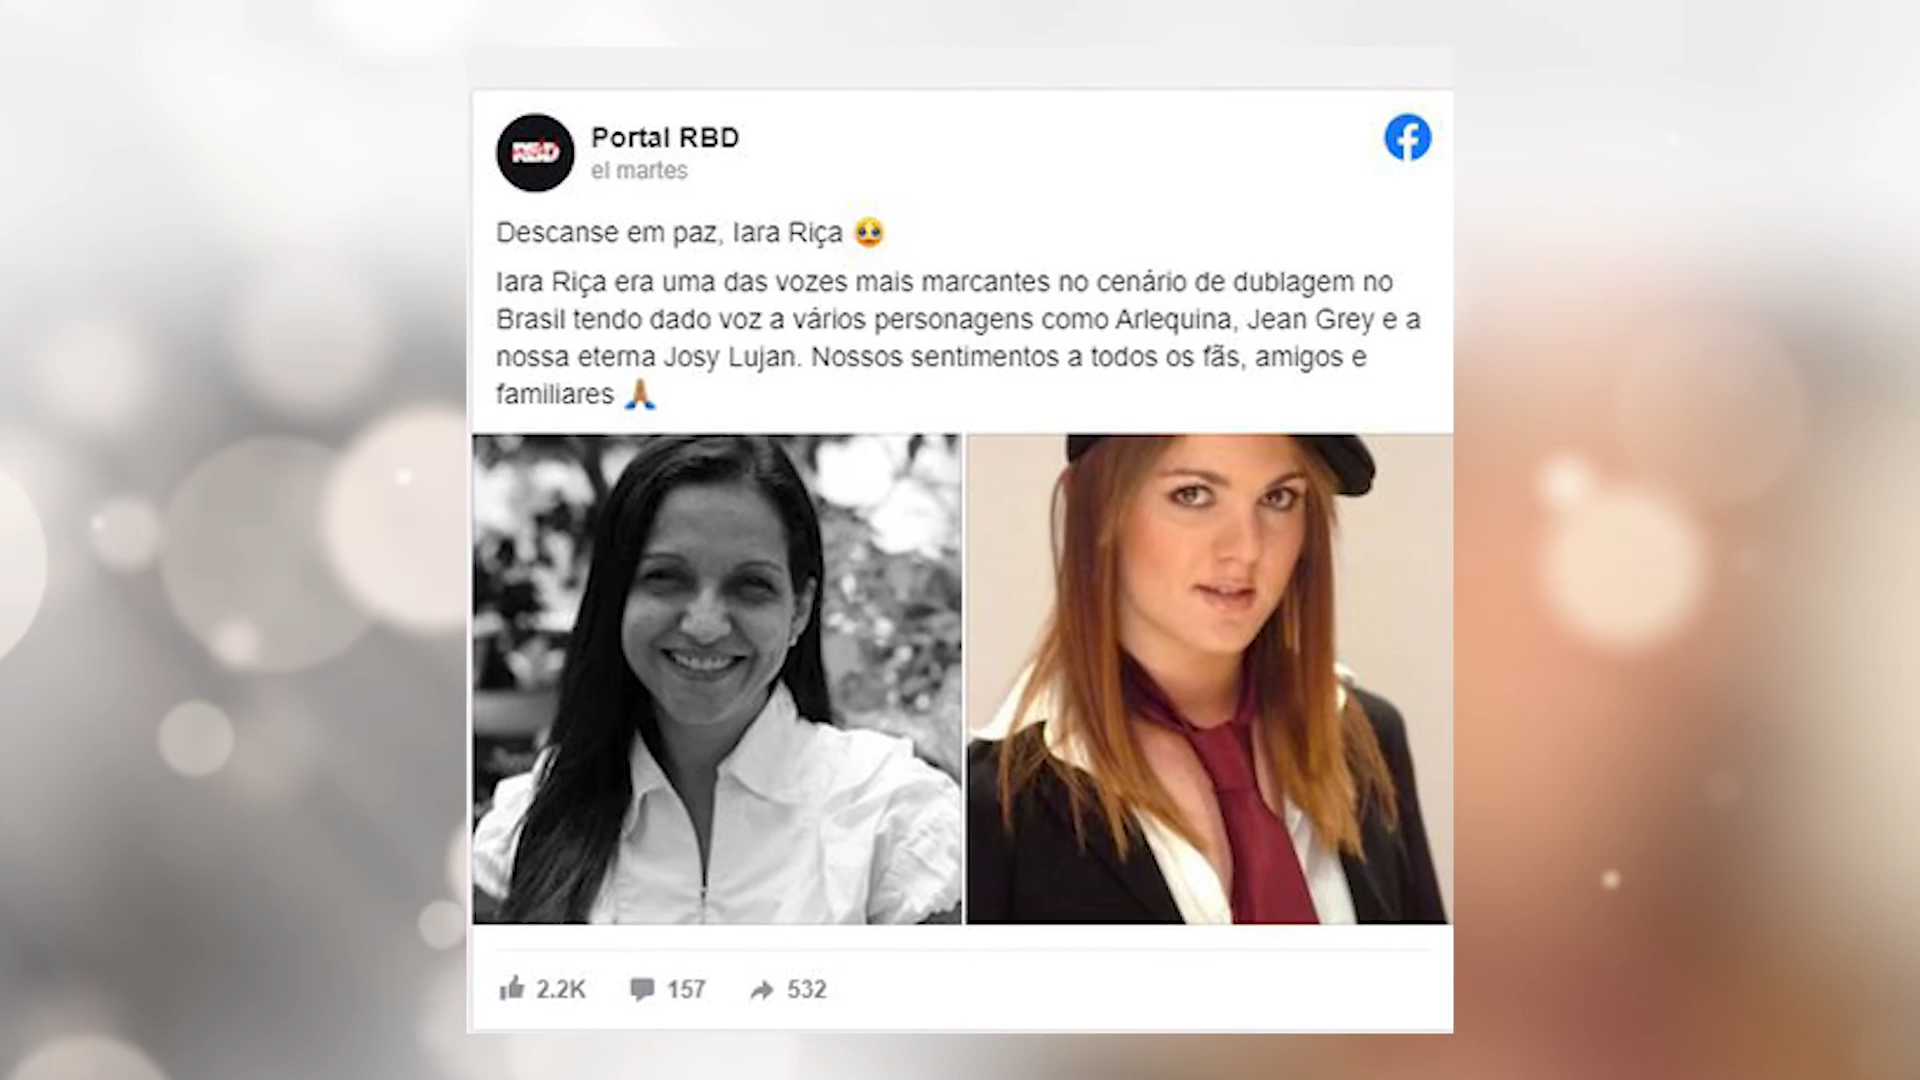 RBD
Portal RBD
el martes
Descanse em paz, Iara Riça
Iara Riça era uma das vozes mais marcantes no cenário de dublagem no
Brasil tendo dado voz a vários personagens como Arlequina, Jean Grey e a
nossa eterna Josy Lujan. Nossos sentimentos a todos os fãs, amigos e
familiares
2.2K 157 532